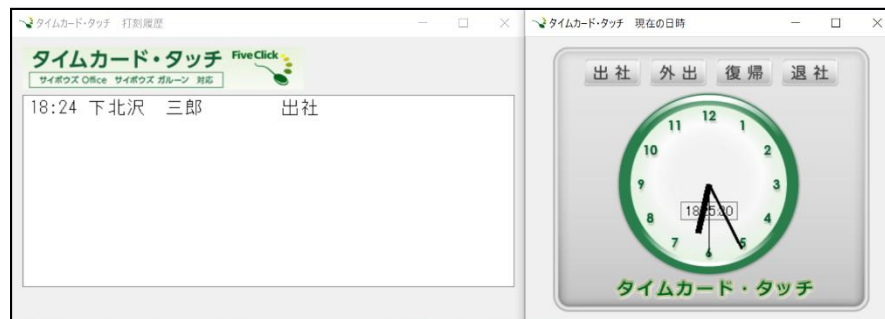 タイムカード・タッチ 打刻履歴
タイムカード・タッチ FiveClick
サイボウズ Office サイボウズ ガルーン 対応
18:24 下北沢 三郎 出社
タイムカード・タッチ 現在の日時
出社 外出 復帰 退社
12
11 1
10 2
9 3
8 4
7 5
6
タイムカード・タッチ